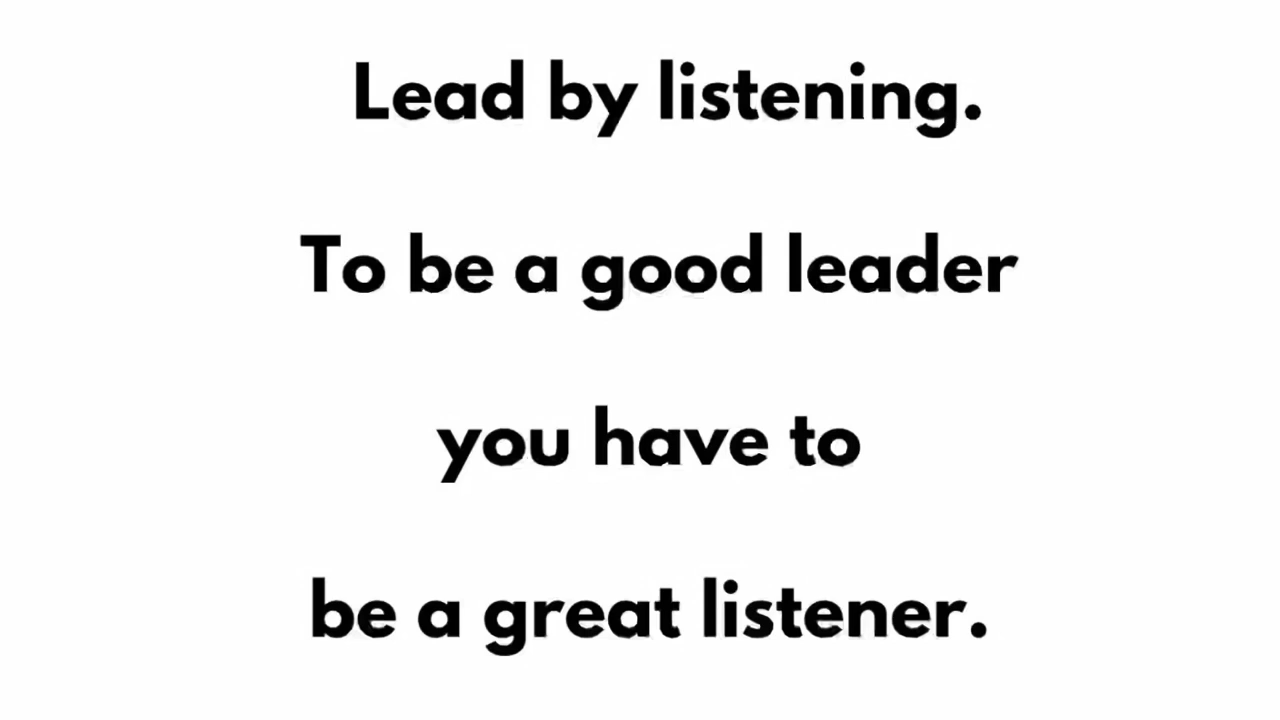 Lead by listening.
To be a good leader
you have to
be a great listener.